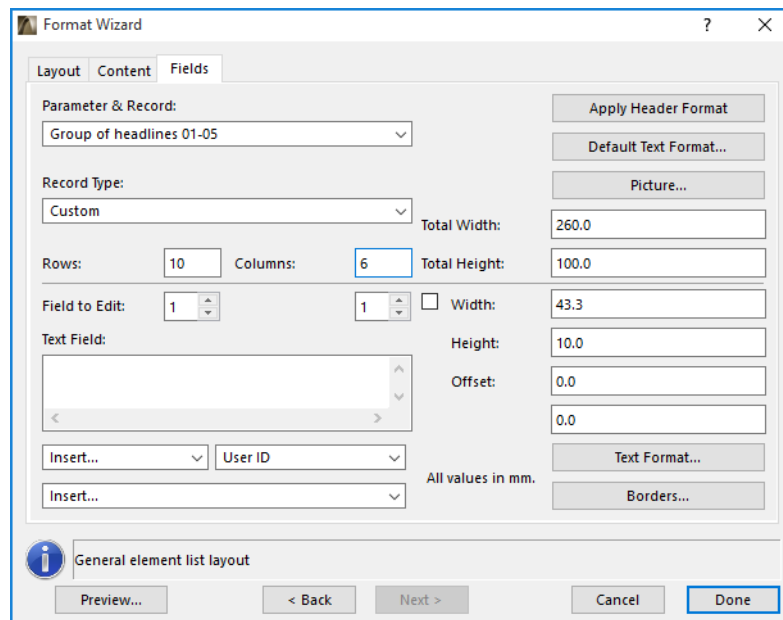 Format Wizard
Layout Content Fields
Parameter & Record:
Apply Header Format
Group of headlines 01-05
Default Text Format...
Record Type:
Picture...
Custom
Total Width: 260.0
Rows: 10 Columns: 6 Total Height: 100.0
Field to Edit: 1 1 Width: 43.3
Text Field:
Height: 10.0
Offset: 0.0
0.0
Insert... User ID
Text Format...
All values in mm.
Insert...
Borders...
General element list layout
Preview... < Back Next > Cancel Done